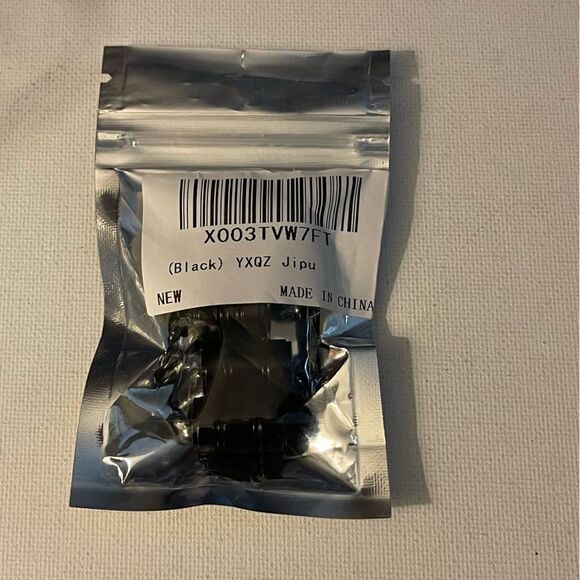 X003TVW7FT
(Black) YXQZ Jipu
NEW MADE IN CHINA